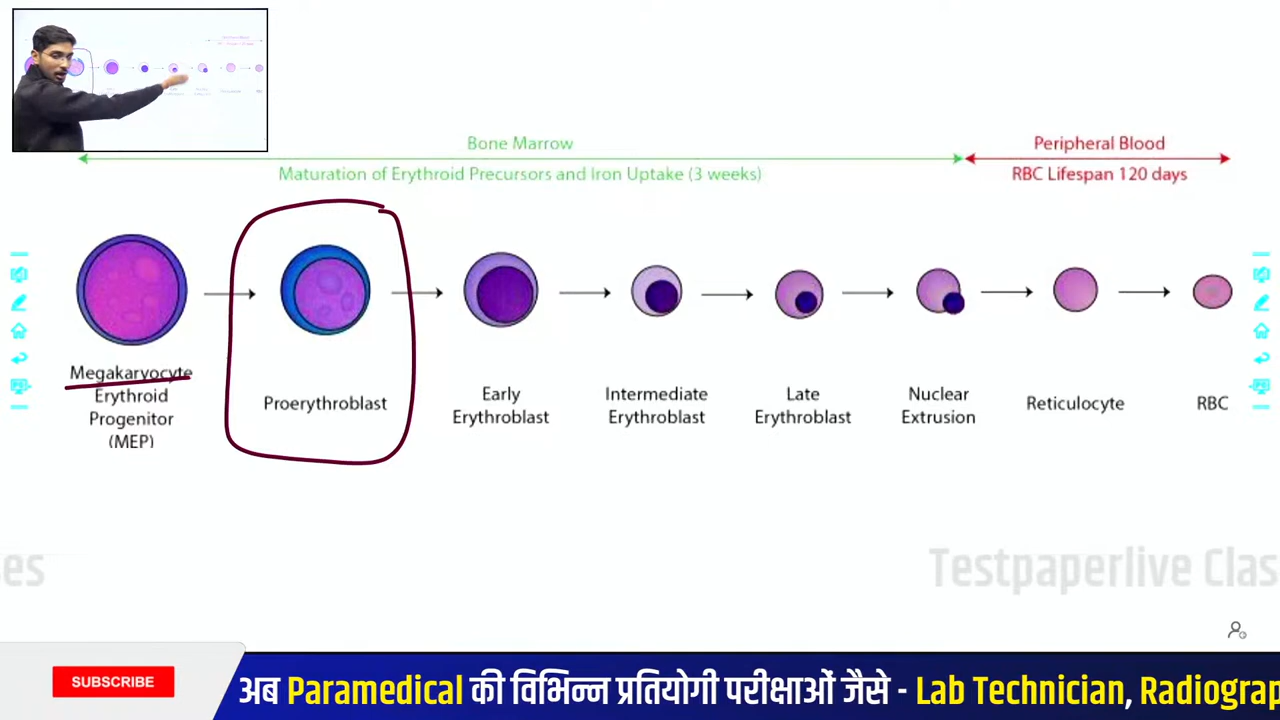 Bone Marrow
Maturation of Erythroid Precursors and Iron Uptake (3 weeks)
Peripheral Blood
RBC Lifespan 120 days
Megakaryocyte
Erythroid
Progenitor
(MEP)
Proerythroblast
Early
Erythroblast
Intermediate
Erythroblast
Late
Erythroblast
Nuclear
Extrusion
Reticulocyte
RBC
es
Testpaperlive Clas
SUBSCRIBE
अब Paramedical की विभिन्न प्रतियोगी परीक्षाओं जैसे - Lab Technician, Radiograp